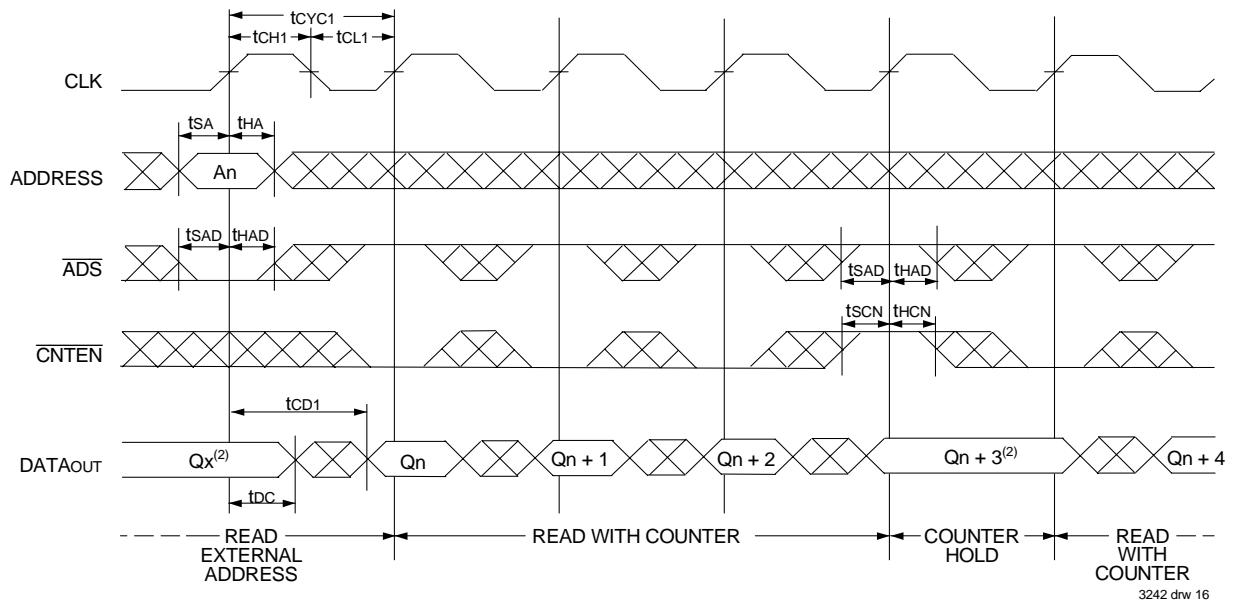 tCYC1
tCH1 tCL1
CLK
tSA tHA
ADDRESS An
tSAD tHAD
ADS tSAD tHAD
tSCN tHCN
CNTEN
tCD1
DATAOUT Qx(2) Qn Qn + 1 Qn + 2 Qn + 3(2) Qn + 4
tDC
READ EXTERNAL ADDRESS
READ WITH COUNTER
COUNTER HOLD
READ WITH COUNTER
3242 drw 16